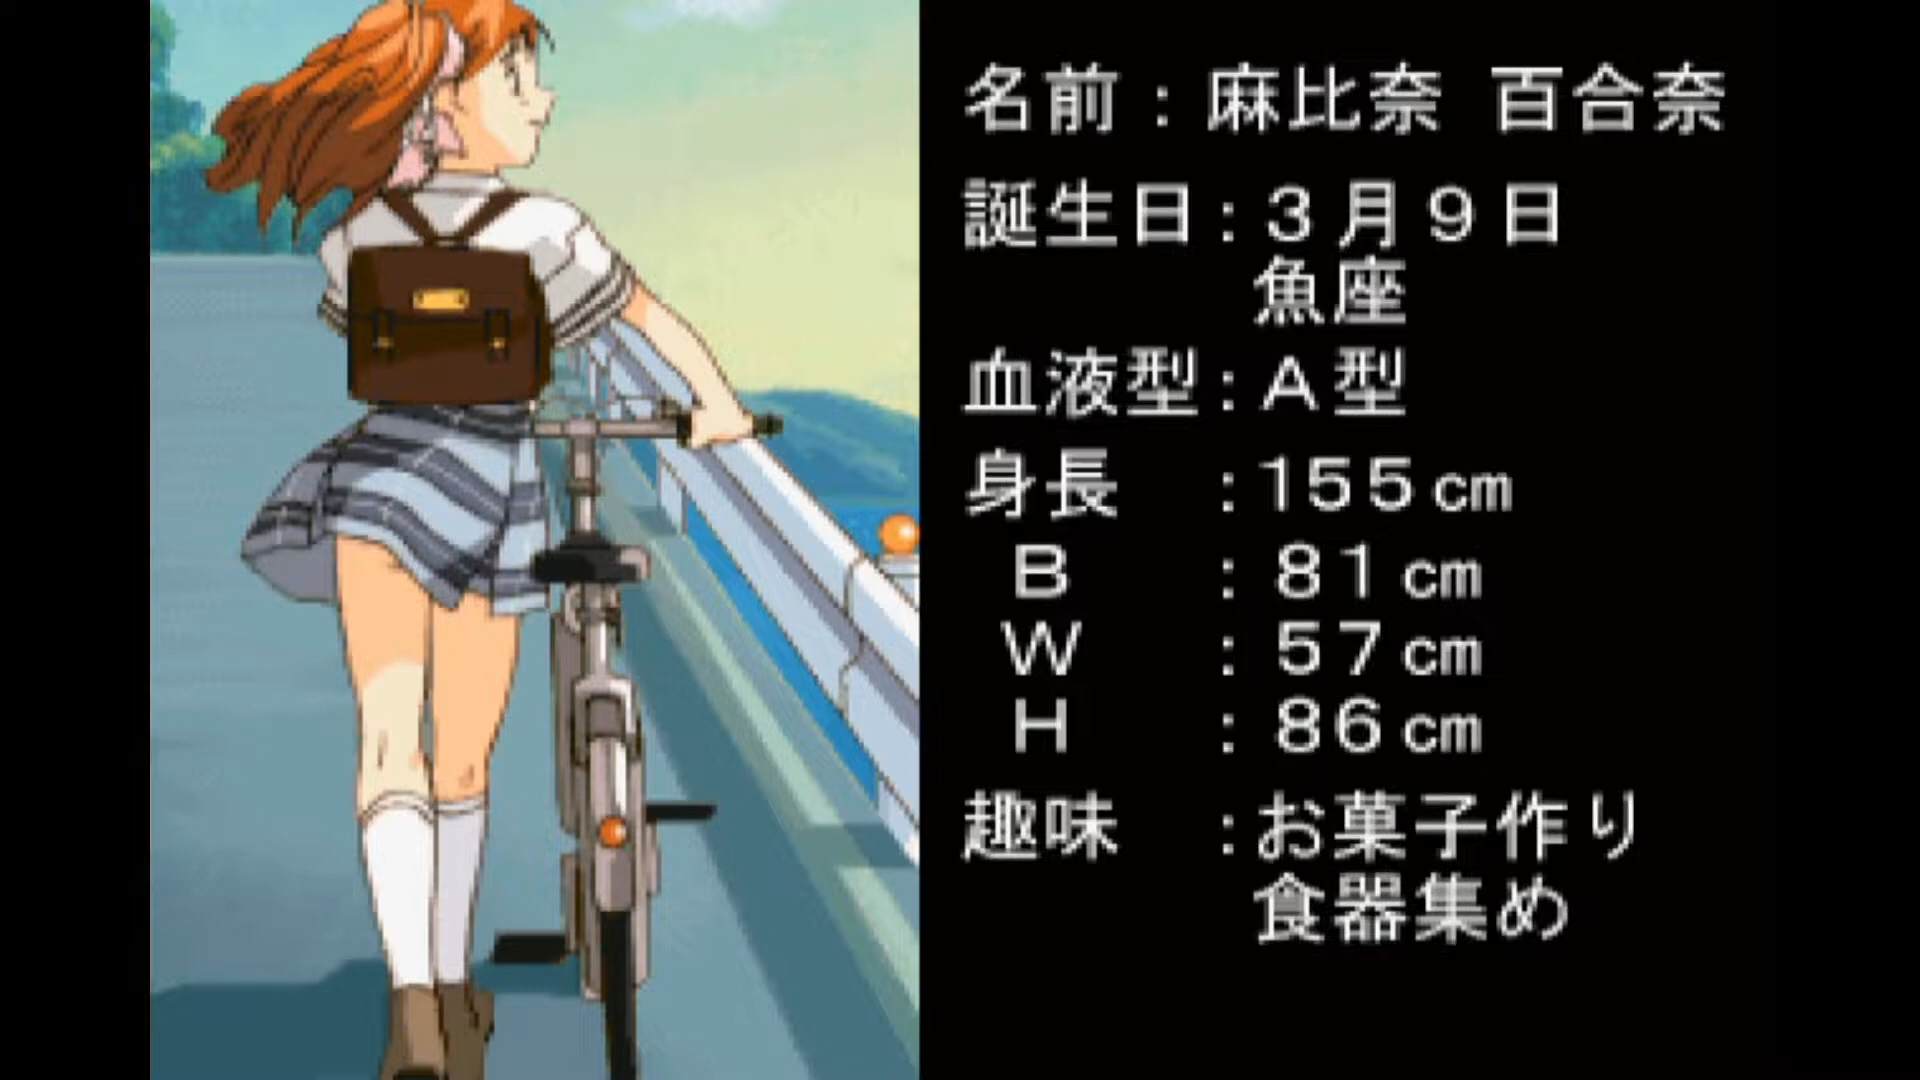 名前：麻比奈 百合奈
誕生日：３月９日
魚座
血液型：Ａ型
身長：155cm
Ｂ：81cm
Ｗ：57cm
Ｈ：86cm
趣味：お菓子作り
食器集め